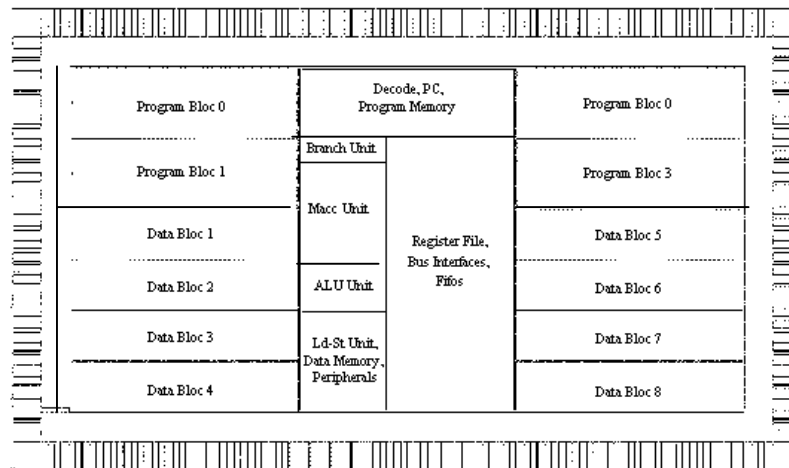 Program Bloc 0
Program Bloc 1
Data Bloc 1
Data Bloc 2
Data Bloc 3
Data Bloc 4
Decode, PC,
Program Memory
Branch Unit
Macc Unit
ALU Unit
Ld-St Unit,
Data Memory,
Peripherals
Register File,
Bus Interfaces,
Fifos
Program Bloc 0
Program Bloc 3
Data Bloc 5
Data Bloc 6
Data Bloc 7
Data Bloc 8